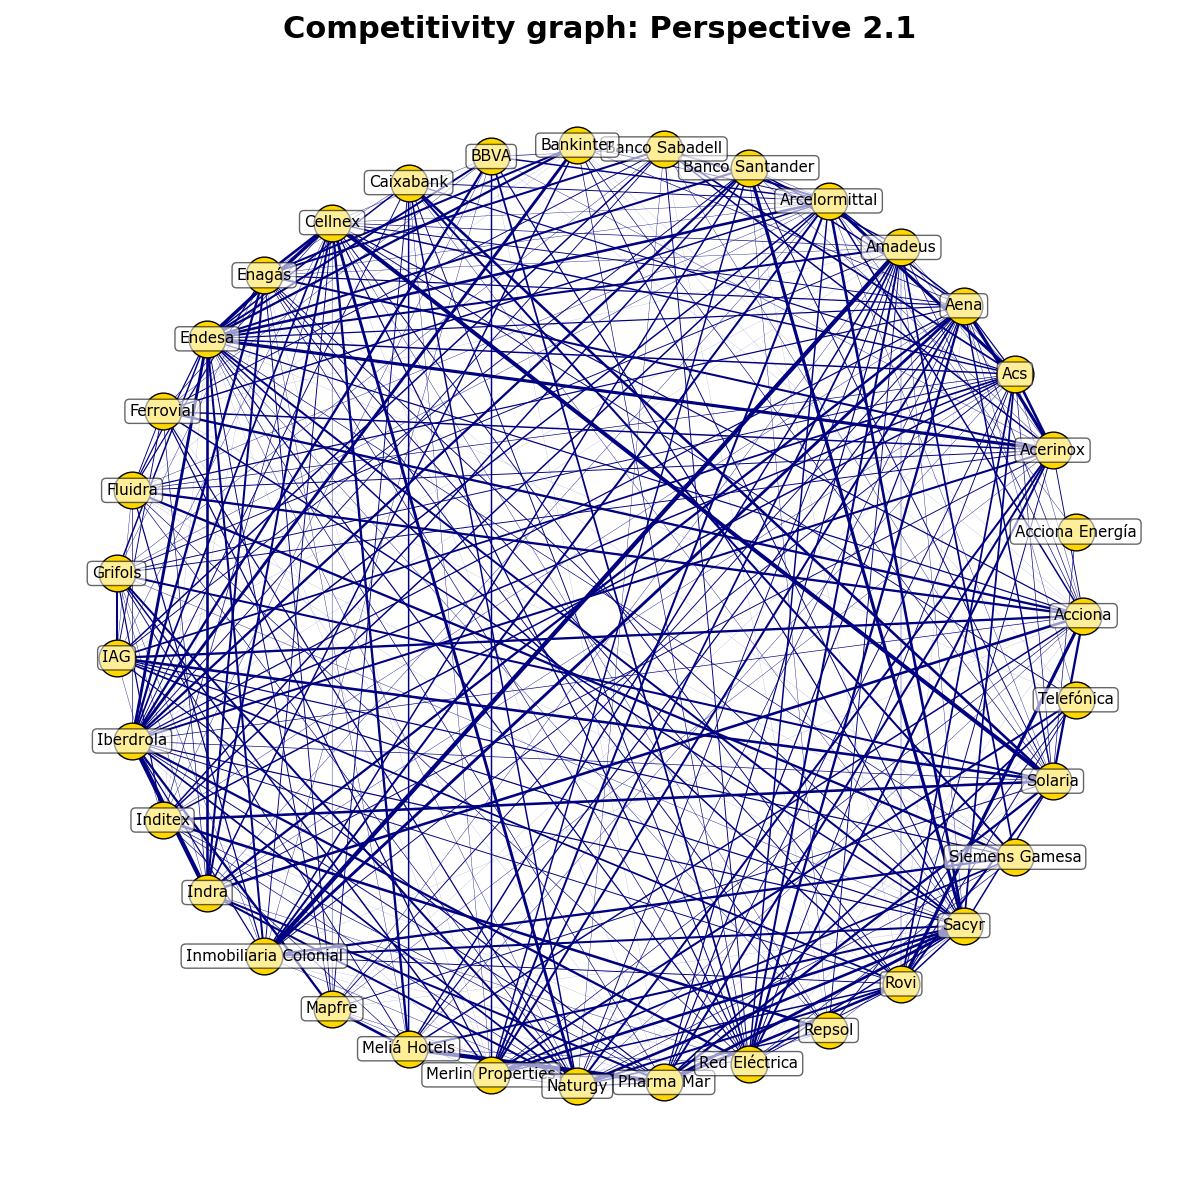 Competitivity graph: Perspective 2.1
Bankinter
Banco Sabadell
BBVA
Banco Santander
Caixabank
Arcelormittal
Cellnex
Amadeus
Enagás
Aena
Endesa
Acs
Ferrovial
Acerinox
Fluidra
Acciona Energía
Grifols
Acciona
IAG
Telefónica
Iberdrola
Solaria
Inditex
Siemens Gamesa
Indra
Sacyr
Inmobiliaria Colonial
Rovi
Mapfre
Repsol
Meliá Hotels
Red Eléctrica
Merlin Properties
Naturgy
Pharma Mar